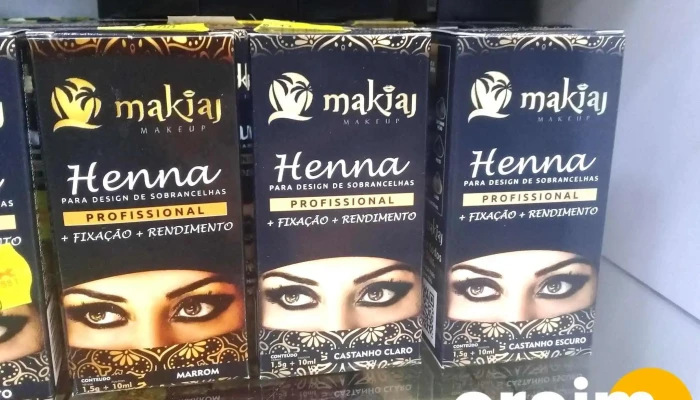 makiaj
MAKEUP
Henna
PARA DESIGN DE SOBRANCELHAS
PROFISSIONAL
+ FIXAÇÃO + RENDIMENTO
CONTEÚDO
1,5g + 10ml
MARROM
makiaj
MAKEUP
Henna
PARA DESIGN DE SOBRANCELHAS
PROFISSIONAL
+ FIXAÇÃO + RENDIMENTO
CONTEÚDO
1,5g + 10ml
CASTANHO CLARO
makiaj
MAKEUP
Henna
PARA DESIGN DE SOBRANCELHAS
PROFISSIONAL
+ FIXAÇÃO + RENDIMENTO
CONTEÚDO
1,5g + 10ml
CASTANHO ESCURO